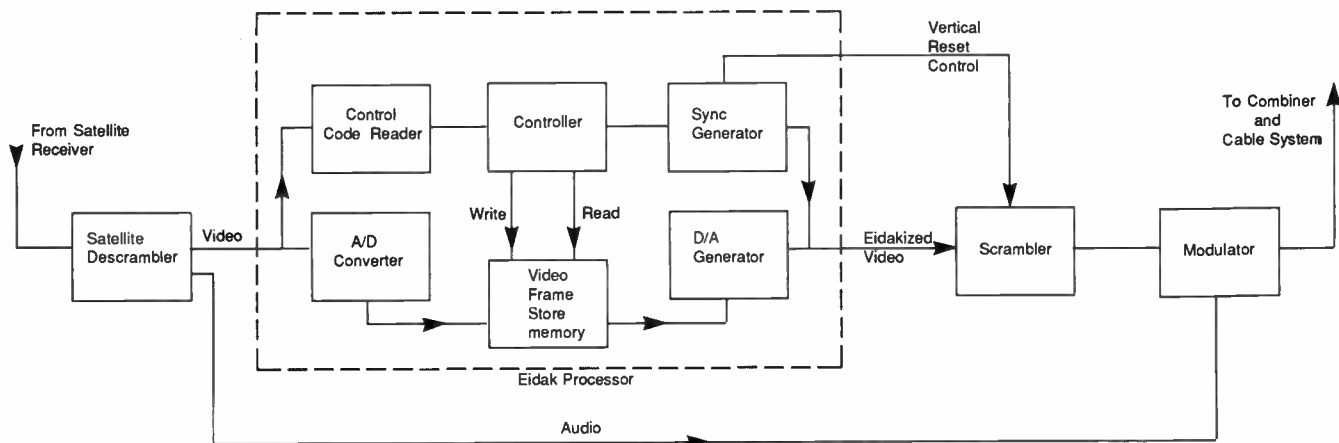 Vertical
Reset
Control
To Combiner
and
Cable System
From Satellite
Receiver
Control
Code Reader
Controller
Sync
Generator
Write
Read
Satellite
Descrambler
Video
A/D
Converter
Video
Frame
Store
memory
D/A
Generator
Eidakized
Video
Scrambler
Modulator
Eidak Processor
Audio